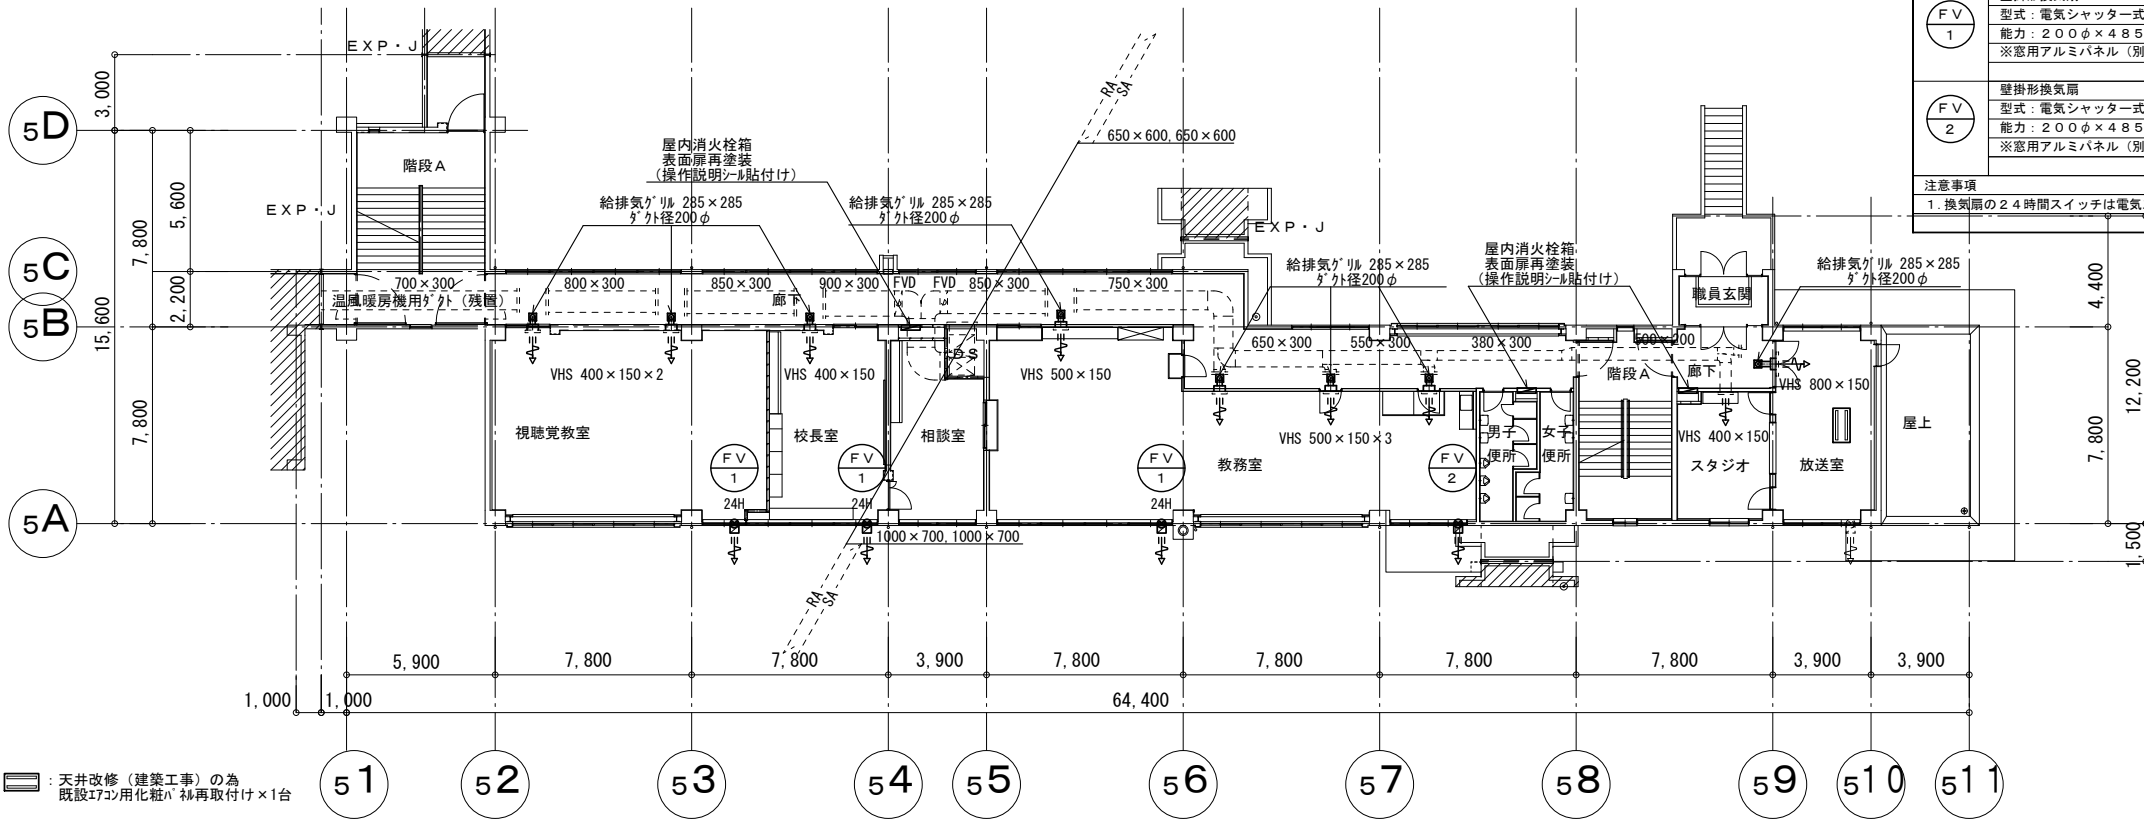 ＦＶ
1
型式：電気シャッター式
能力：２００φ×４８５
※窓用アルミパネル（別
ＦＶ
2
壁掛形換気扇
型式：電気シャッター式
能力：２００φ×４８５
※窓用アルミパネル（別
注意事項
１．換気扇の２４時間スイッチは電気
ＥＸＰ・Ｊ
3,000
5D
階段Ａ
屋内消火栓箱
表面扉再塗装
（操作説明ｼｰﾙ貼付け）
RA
SA
650×600,650×600
5,600
7,800
ＥＸＰ・Ｊ
給排気ｸﾞﾘﾙ 285×285
ﾀﾞｸﾄ径200φ
給排気ｸﾞﾘﾙ 285×285
ﾀﾞｸﾄ径200φ
ＥＸＰ・Ｊ
給排気ｸﾞﾘﾙ 285×285
ﾀﾞｸﾄ径200φ
屋内消火栓箱
表面扉再塗装
（操作説明ｼｰﾙ貼付け）
給排気ｸﾞﾘﾙ 285×285
ﾀﾞｸﾄ径200φ
5C
700×300
800×300
850×300
900×300
FVD
FVD
850×300
750×300
温風暖房機用ﾀﾞｸﾄ（残置）
廊下
職員玄関
4,400
2,200
15,600
5B
650×300
550×300
380×300
500×200
ＤＳ
VHS 400×150×2
VHS 400×150
VHS 500×150
階段Ａ
廊下
VHS 800×150
12,200
7,800
視聴覚教室
校長室
相談室
VHS 500×150×3
男子
便所
女子
便所
VHS 400×150
屋上
7,800
ＦＶ
1
24H
ＦＶ
1
24H
ＦＶ
1
24H
教務室
ＦＶ
2
スタジオ
放送室
5A
1000×700,1000×700
1,500
RA
SA
5,900
7,800
7,800
3,900
7,800
7,800
7,800
7,800
3,900
3,900
1,000
1,000
64,400
51
52
53
54
55
56
57
58
59
510
511
：天井改修（建築工事）の為
既設ｴｱｺﾝ用化粧ﾊﾟﾈﾙ再取付け×1台